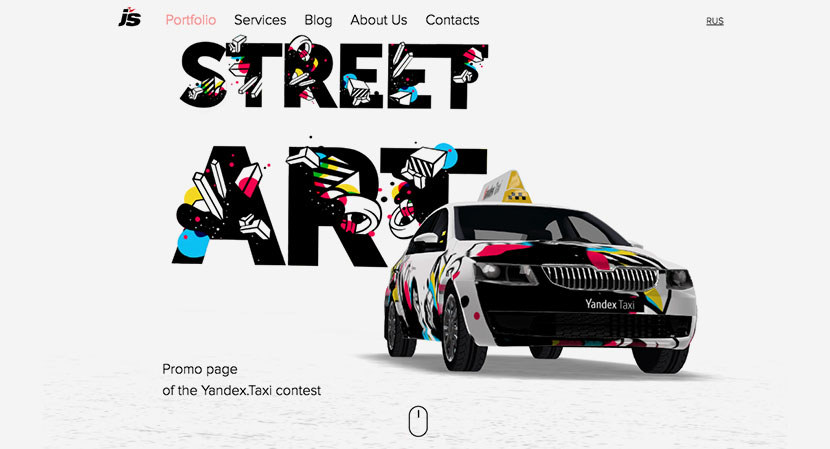 js
Portfolio Services Blog About Us Contacts
RUS
STREET
ART
Yandex Taxi
Promo page
of the Yandex.Taxi contest